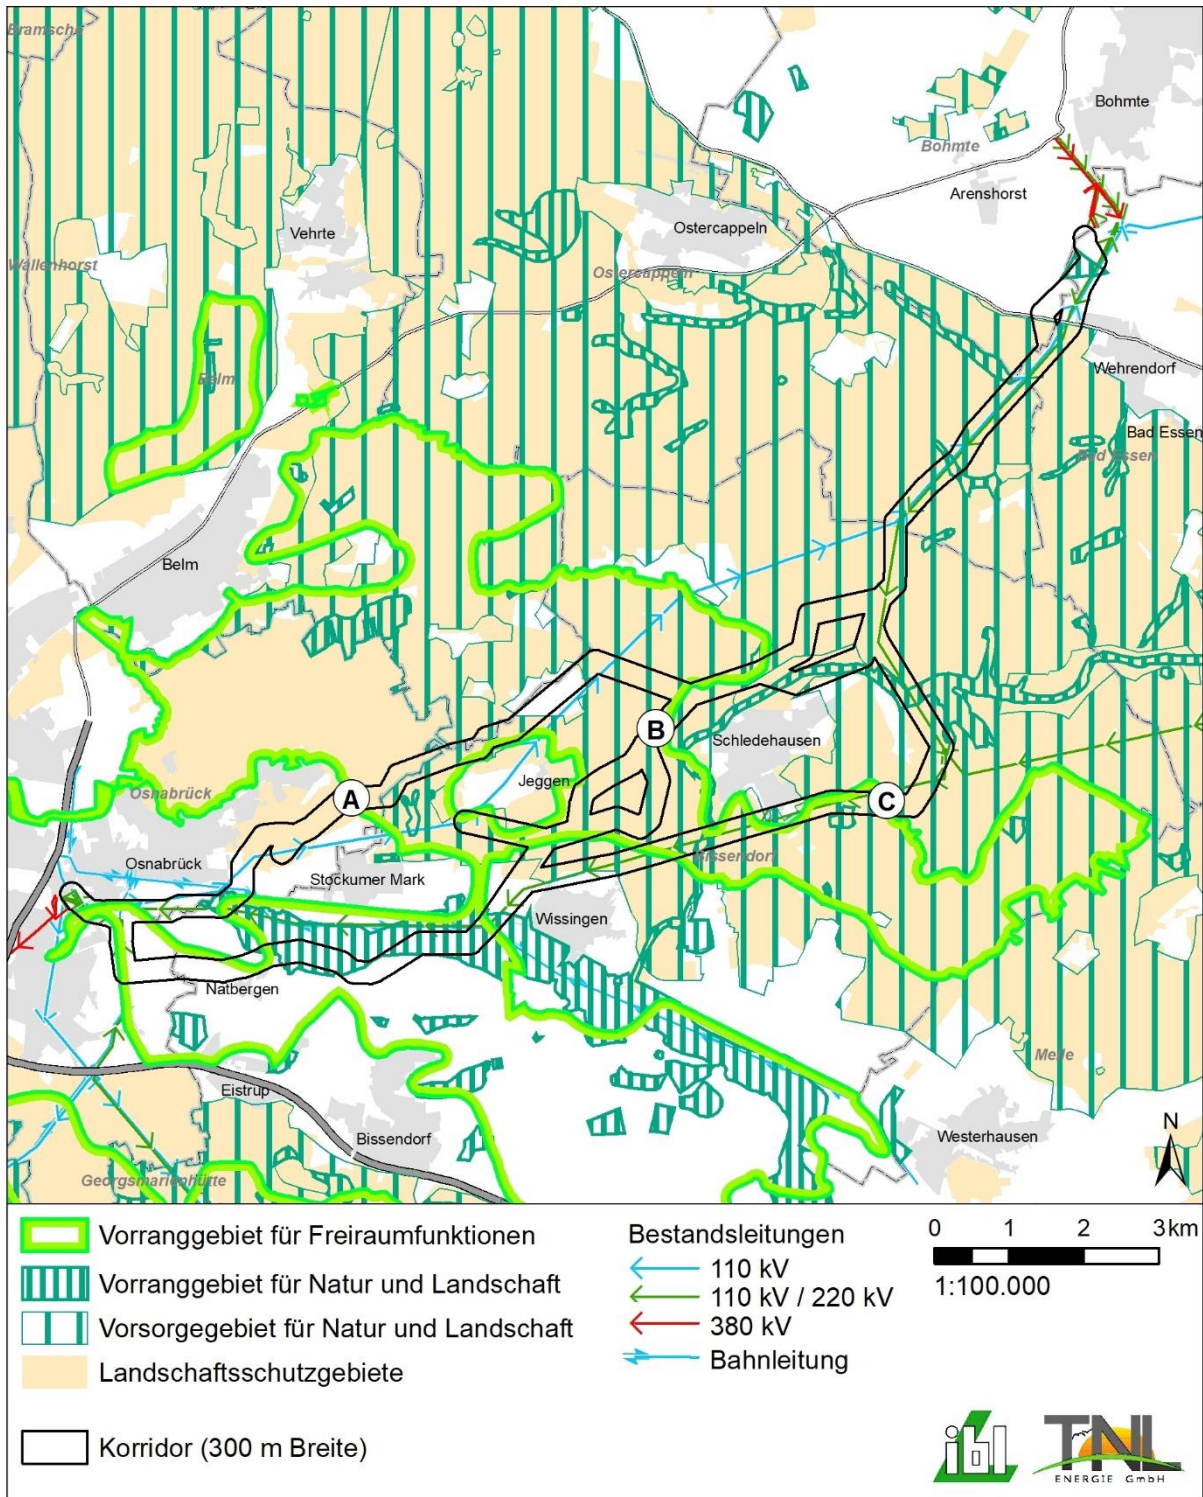 Bramsche
Bohmte
Bohmte
Arenshorst
Vehrte
Ostercappeln
Wallenhorst
Ostercappeln
Wehrendorf
Belm
Bad Essen
Bad Essen
Belm
B
Schledehausen
Jeggen
A
C
Osnabrück
Osnabrück
Stockumer Mark
Bissendorf
Wissingen
Natbergen
Melle
Eistrup
Bissendorf
Westerhausen
N
Georgsmarienhütte
Vorranggebiet für Freiraumfunktionen
Vorranggebiet für Natur und Landschaft
Vorsorgegebiet für Natur und Landschaft
Landschaftsschutzgebiete
Korridor (300 m Breite)
Bestandsleitungen
110 kV
110 kV / 220 kV
380 kV
Bahnleitung
0 1 2 3 km
1:100.000
ibl
TNL
ENERGIE GmbH